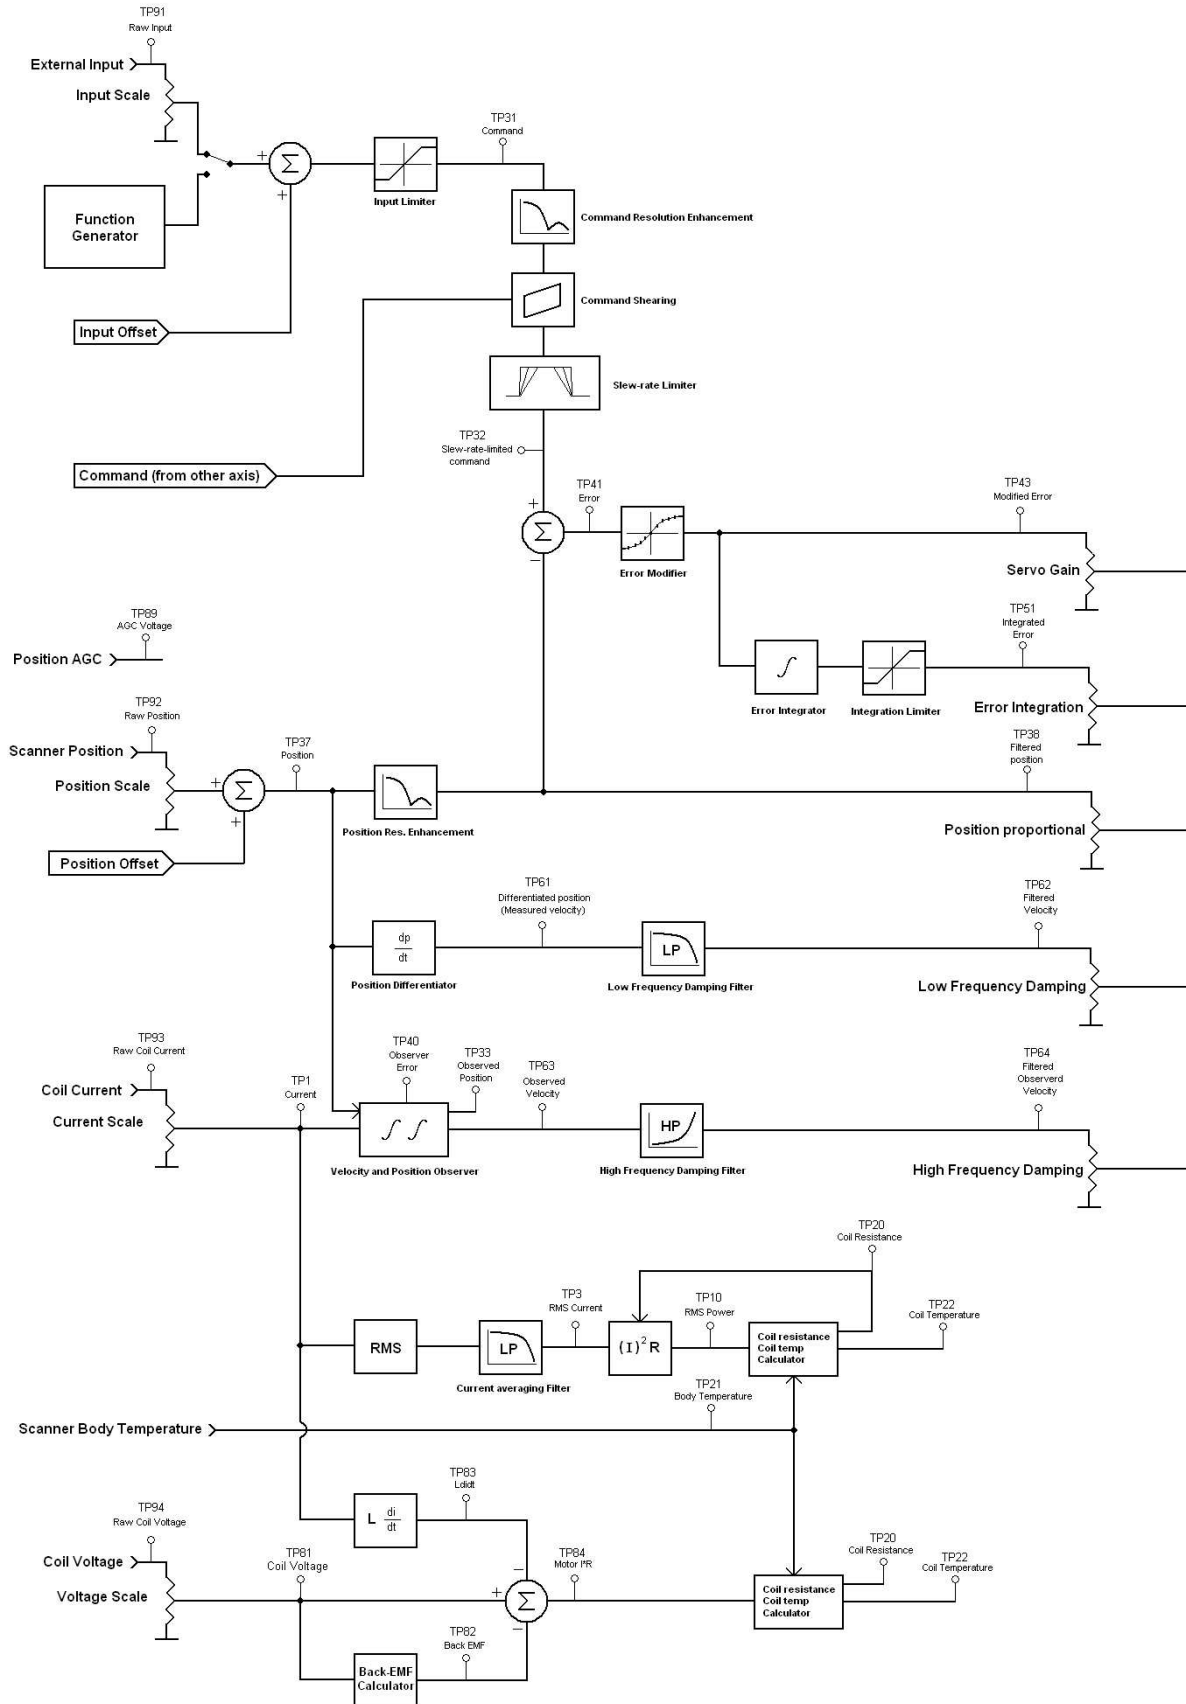 TP91
Raw Input
External Input
Input Scale
TP31
Command
+
Σ
+
Input Limiter
Function
Generator
Command Resolution Enhancement
Command Shearing
Input Offset
Slew-rate Limiter
TP32
Slew-rate-limited
command
Command (from other axis)
TP41
Error
TP43
Modified Error
+
Σ
−
Error Modifier
Servo Gain
TP51
Integrated
Error
TP89
AGC Voltage
Position AGC
∫
Error Integrator
Integration Limiter
Error Integration
TP92
Raw Position
Scanner Position
Position Scale
TP37
Position
TP38
Filtered
position
+
Σ
+
Position Res. Enhancement
Position proportional
Position Offset
TP61
Differentiated position
(Measured velocity)
TP62
Filtered
Velocity
dp
dt
LP
Position Differentiator
Low Frequency Damping Filter
Low Frequency Damping
TP93
Raw Coil Current
Coil Current
Current Scale
TP1
Current
TP40
Observer
Error
TP33
Observed
Position
TP63
Observed
Velocity
TP64
Filtered
Observerd
Velocity
∫ ∫
HP
Velocity and Position Observer
High Frequency Damping Filter
High Frequency Damping
TP20
Coil Resistance
TP3
RMS Current
TP10
RMS Power
TP22
Coil Temperature
RMS
LP
(I)² R
Coil resistance
Coil temp
Calculator
Current averaging Filter
TP21
Body Temperature
Scanner Body Temperature
TP83
Ldidt
L di
dt
TP94
Raw Coil Voltage
Coil Voltage
Voltage Scale
TP81
Coil Voltage
TP84
Motor I*R
TP20
Coil Resistance
TP22
Coil Temperature
−
+
Σ
−
Coil resistance
Coil temp
Calculator
TP82
Back EMF
Back-EMF
Calculator